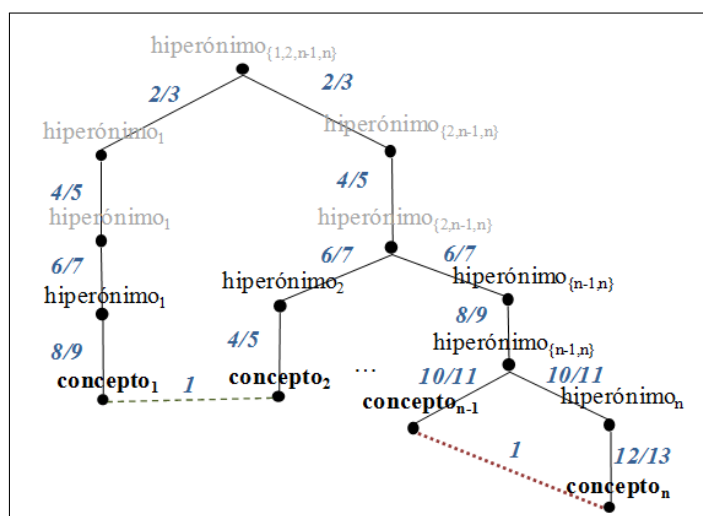 hiperónimo{1,2,n-1,n}
2/3 2/3
hiperónimo1 hiperónimo{2,n-1,n}
4/5 4/5
hiperónimo1 hiperónimo{2,n-1,n}
6/7 6/7 6/7
hiperónimo1 hiperónimo2 hiperónimo{n-1,n}
8/9
8/9 4/5 hiperónimo{n-1,n}
concepto1 1 concepto2 ... 10/11 10/11
concepton-1 hiperónimon
1 12/13
concepton